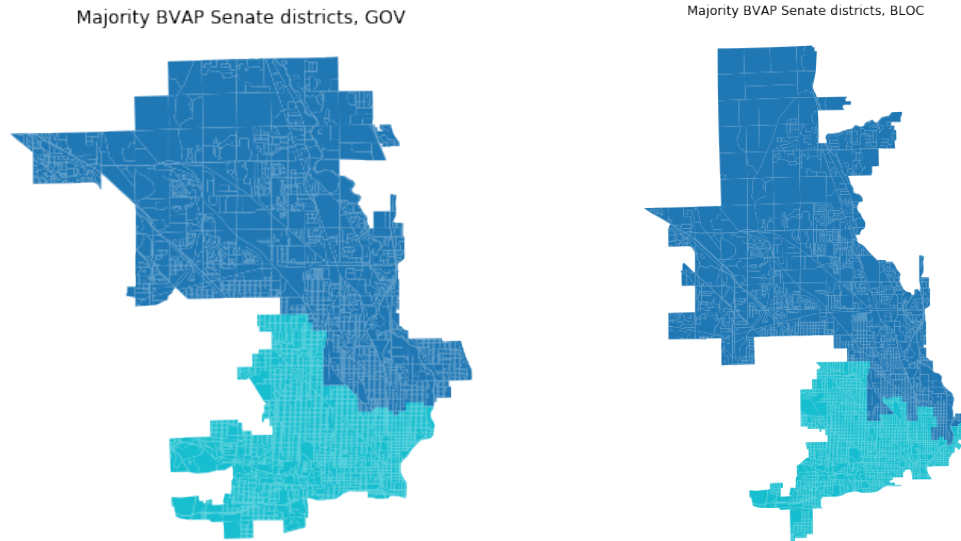 Majority BVAP Senate districts, GOV
Majority BVAP Senate districts, BLOC